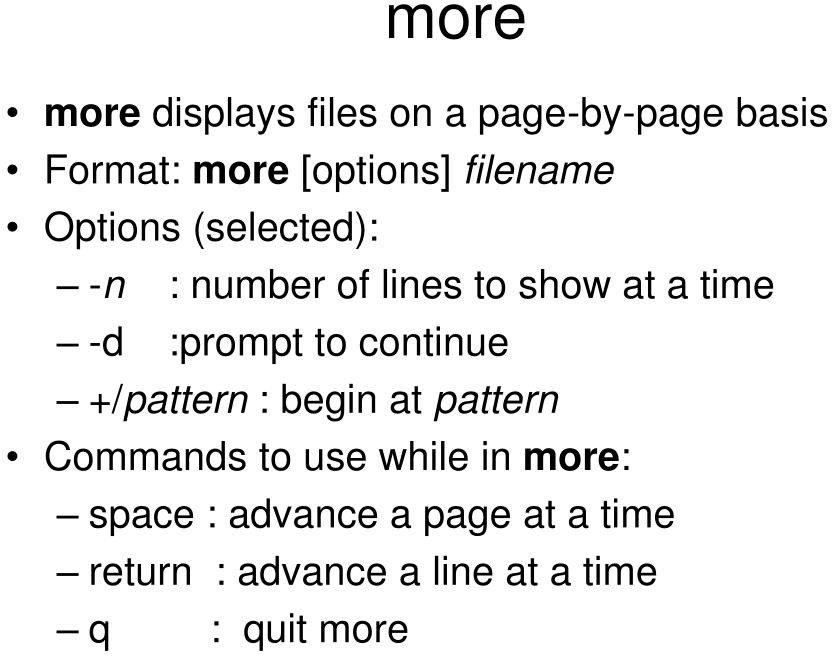 more
• more displays files on a page-by-page basis
• Format: more [options] filename
• Options (selected):
– -n : number of lines to show at a time
– -d :prompt to continue
– +/pattern : begin at pattern
• Commands to use while in more:
– space : advance a page at a time
– return : advance a line at a time
– q : quit more